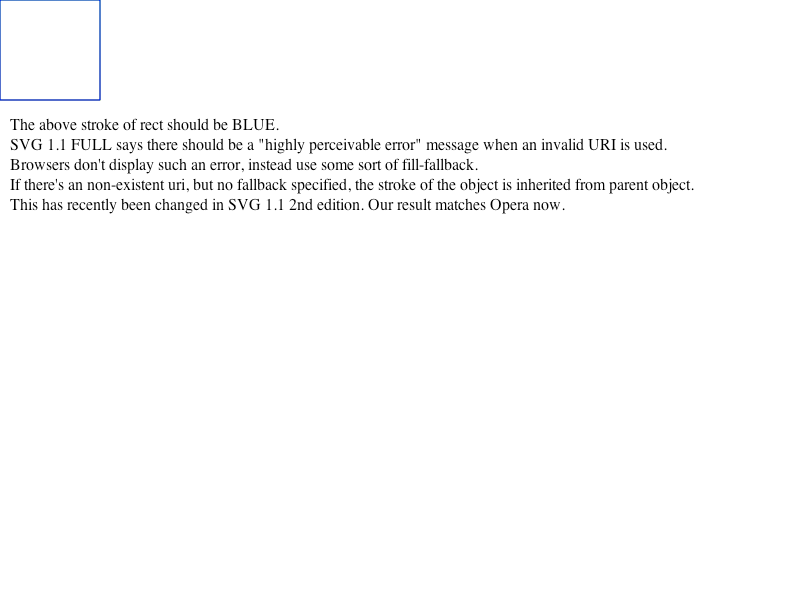 The above stroke of rect should be BLUE.
SVG 1.1 FULL says there should be a "highly perceivable error" message when an invalid URI is used.
Browsers don't display such an error, instead use some sort of fill-fallback.
If there's an non-existent uri, but no fallback specified, the stroke of the object is inherited from parent object.
This has recently been changed in SVG 1.1 2nd edition. Our result matches Opera now.